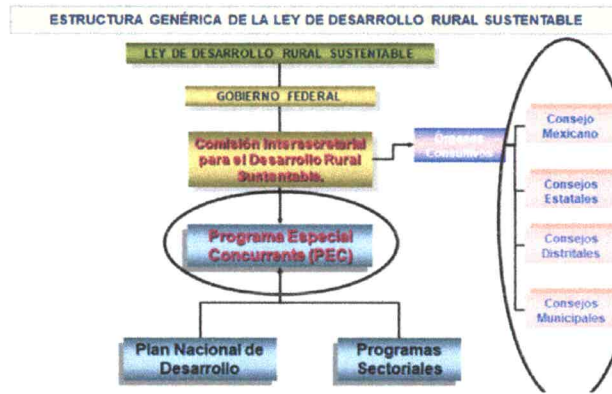 ESTRUCTURA GENÉRICA DE LA LEY DE DESARROLLO RURAL SUSTENTABLE
LEY DE DESARROLLO RURAL SUSTENTABLE
GOBIERNO FEDERAL
Comisión Intersecretarial
para el Desarrollo Rural
Sustentable.
Programa Especial
Concurrente (PEC)
Plan Nacional de
Desarrollo
Programas
Sectoriales
Consejo
Mexicano
Consejos
Estatales
Consejos
Distritales
Consejos
Municipales